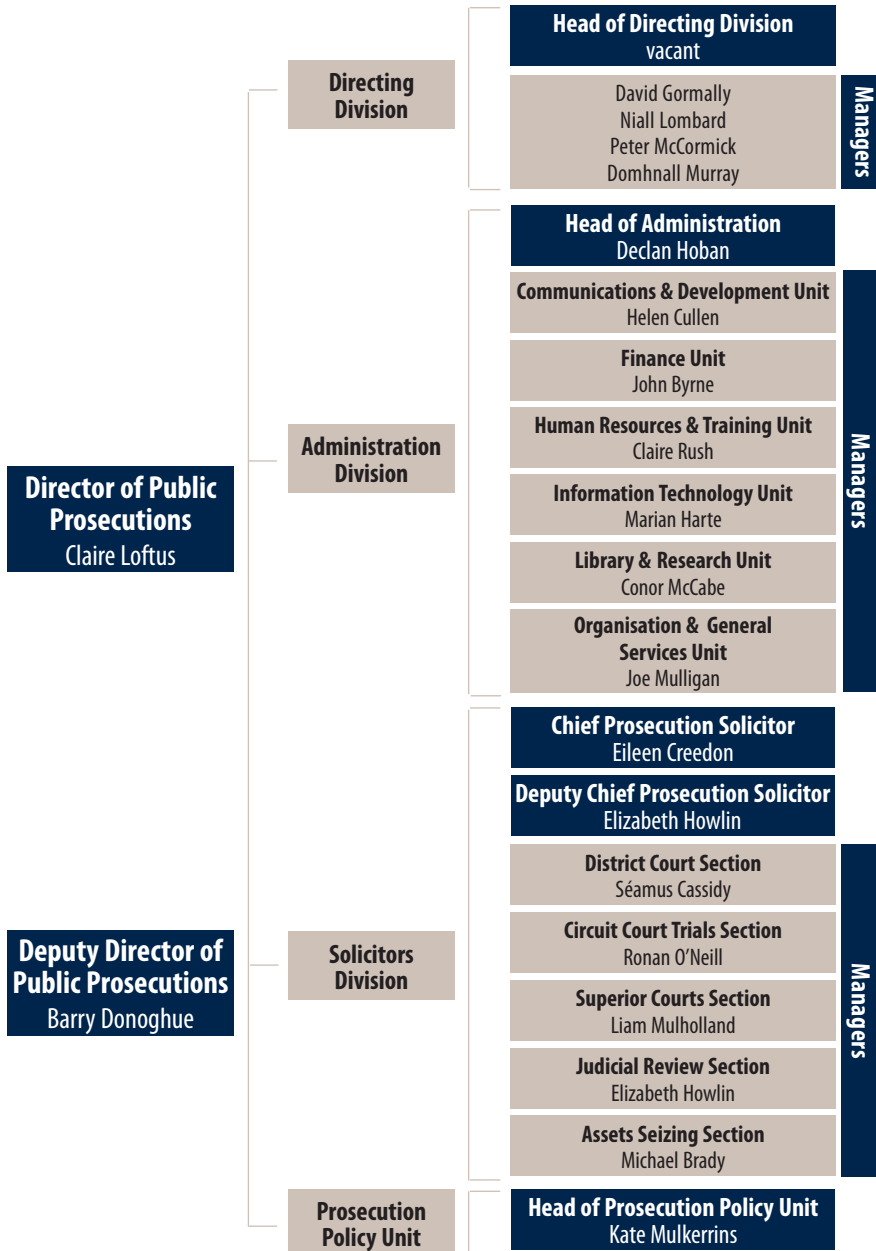 Director of Public
Prosecutions
Claire Loftus
Deputy Director of
Public Prosecutions
Barry Donoghue
Directing
Division
Head of Directing Division
vacant
David Gormally
Niall Lombard
Peter McCormick
Domhnall Murray
Managers
Administration
Division
Head of Administration
Declan Hoban
Communications & Development Unit
Helen Cullen
Finance Unit
John Byrne
Human Resources & Training Unit
Claire Rush
Information Technology Unit
Marian Harte
Library & Research Unit
Conor McCabe
Organisation & General
Services Unit
Joe Mulligan
Managers
Solicitors
Division
Chief Prosecution Solicitor
Eileen Creedon
Deputy Chief Prosecution Solicitor
Elizabeth Howlin
District Court Section
Séamus Cassidy
Circuit Court Trials Section
Ronan O'Neill
Superior Courts Section
Liam Mulholland
Judicial Review Section
Elizabeth Howlin
Assets Seizing Section
Michael Brady
Managers
Prosecution
Policy Unit
Head of Prosecution Policy Unit
Kate Mulkerrins